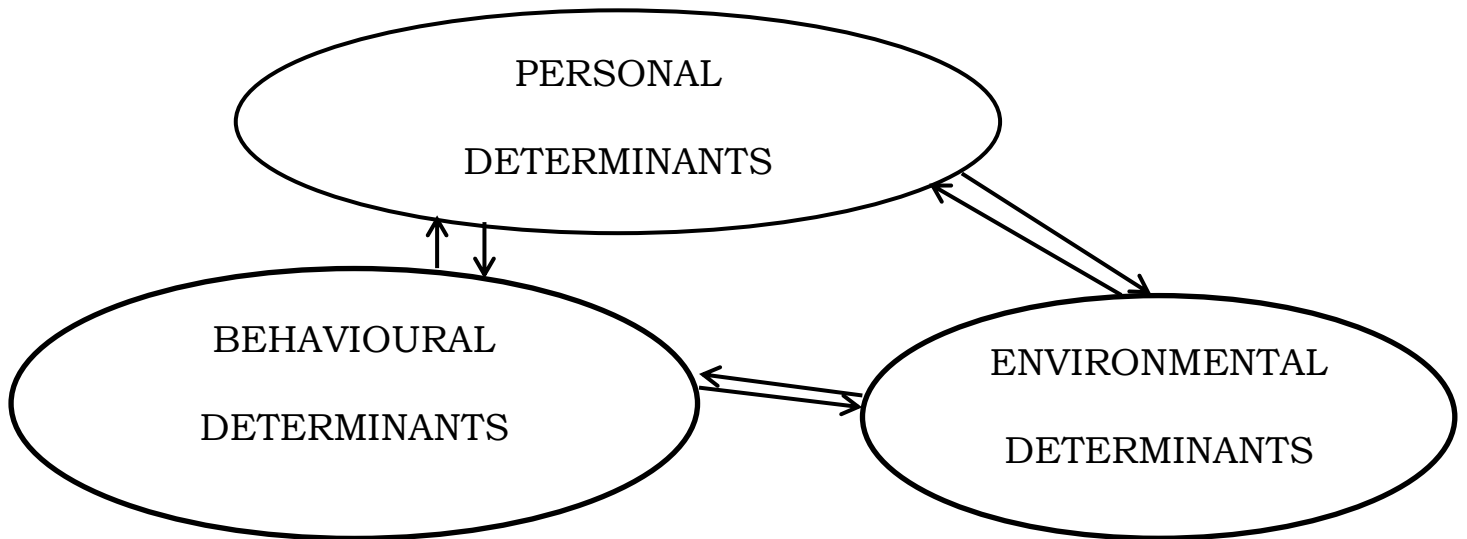 PERSONAL
DETERMINANTS
BEHAVIOURAL
DETERMINANTS
ENVIRONMENTAL
DETERMINANTS